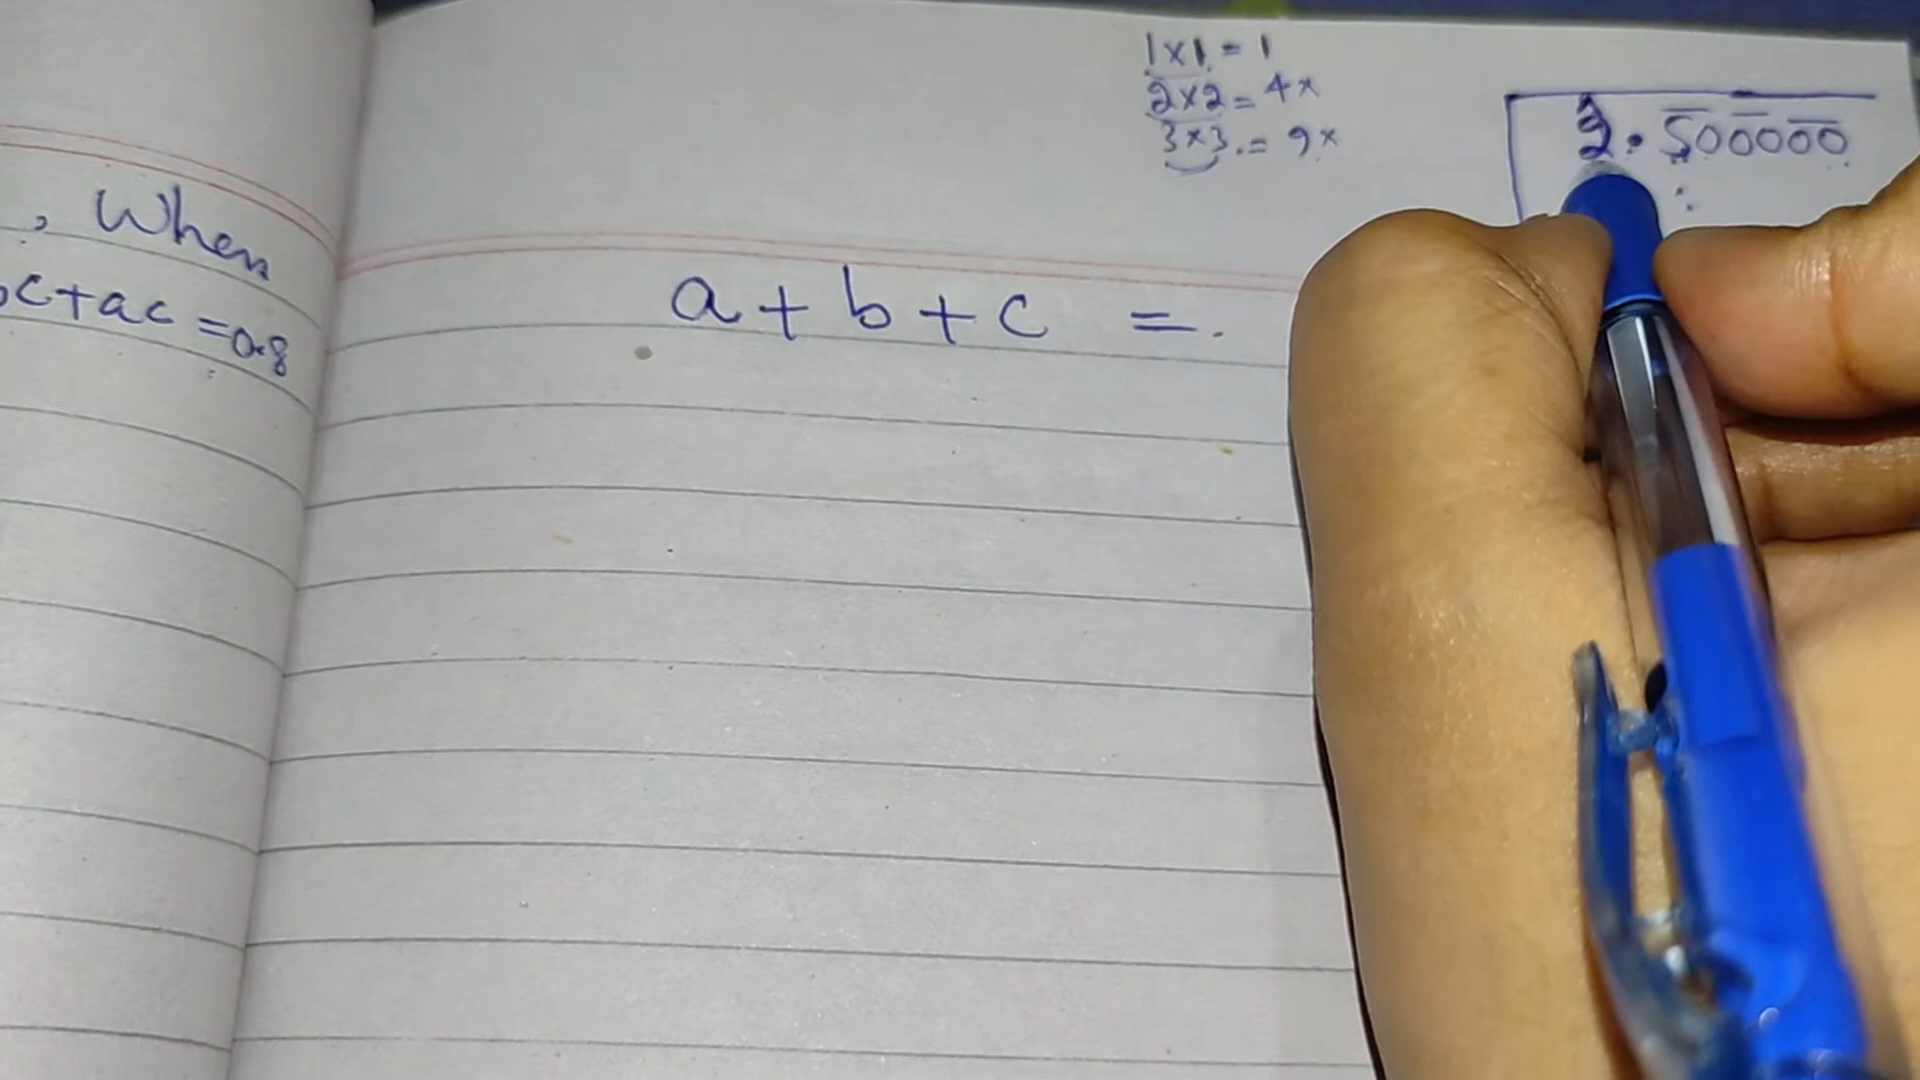 , When
c+ac =0.8
a + b + c =.
1x1 = 1
2x2 = 4x
3x3 = 9x
2.500000